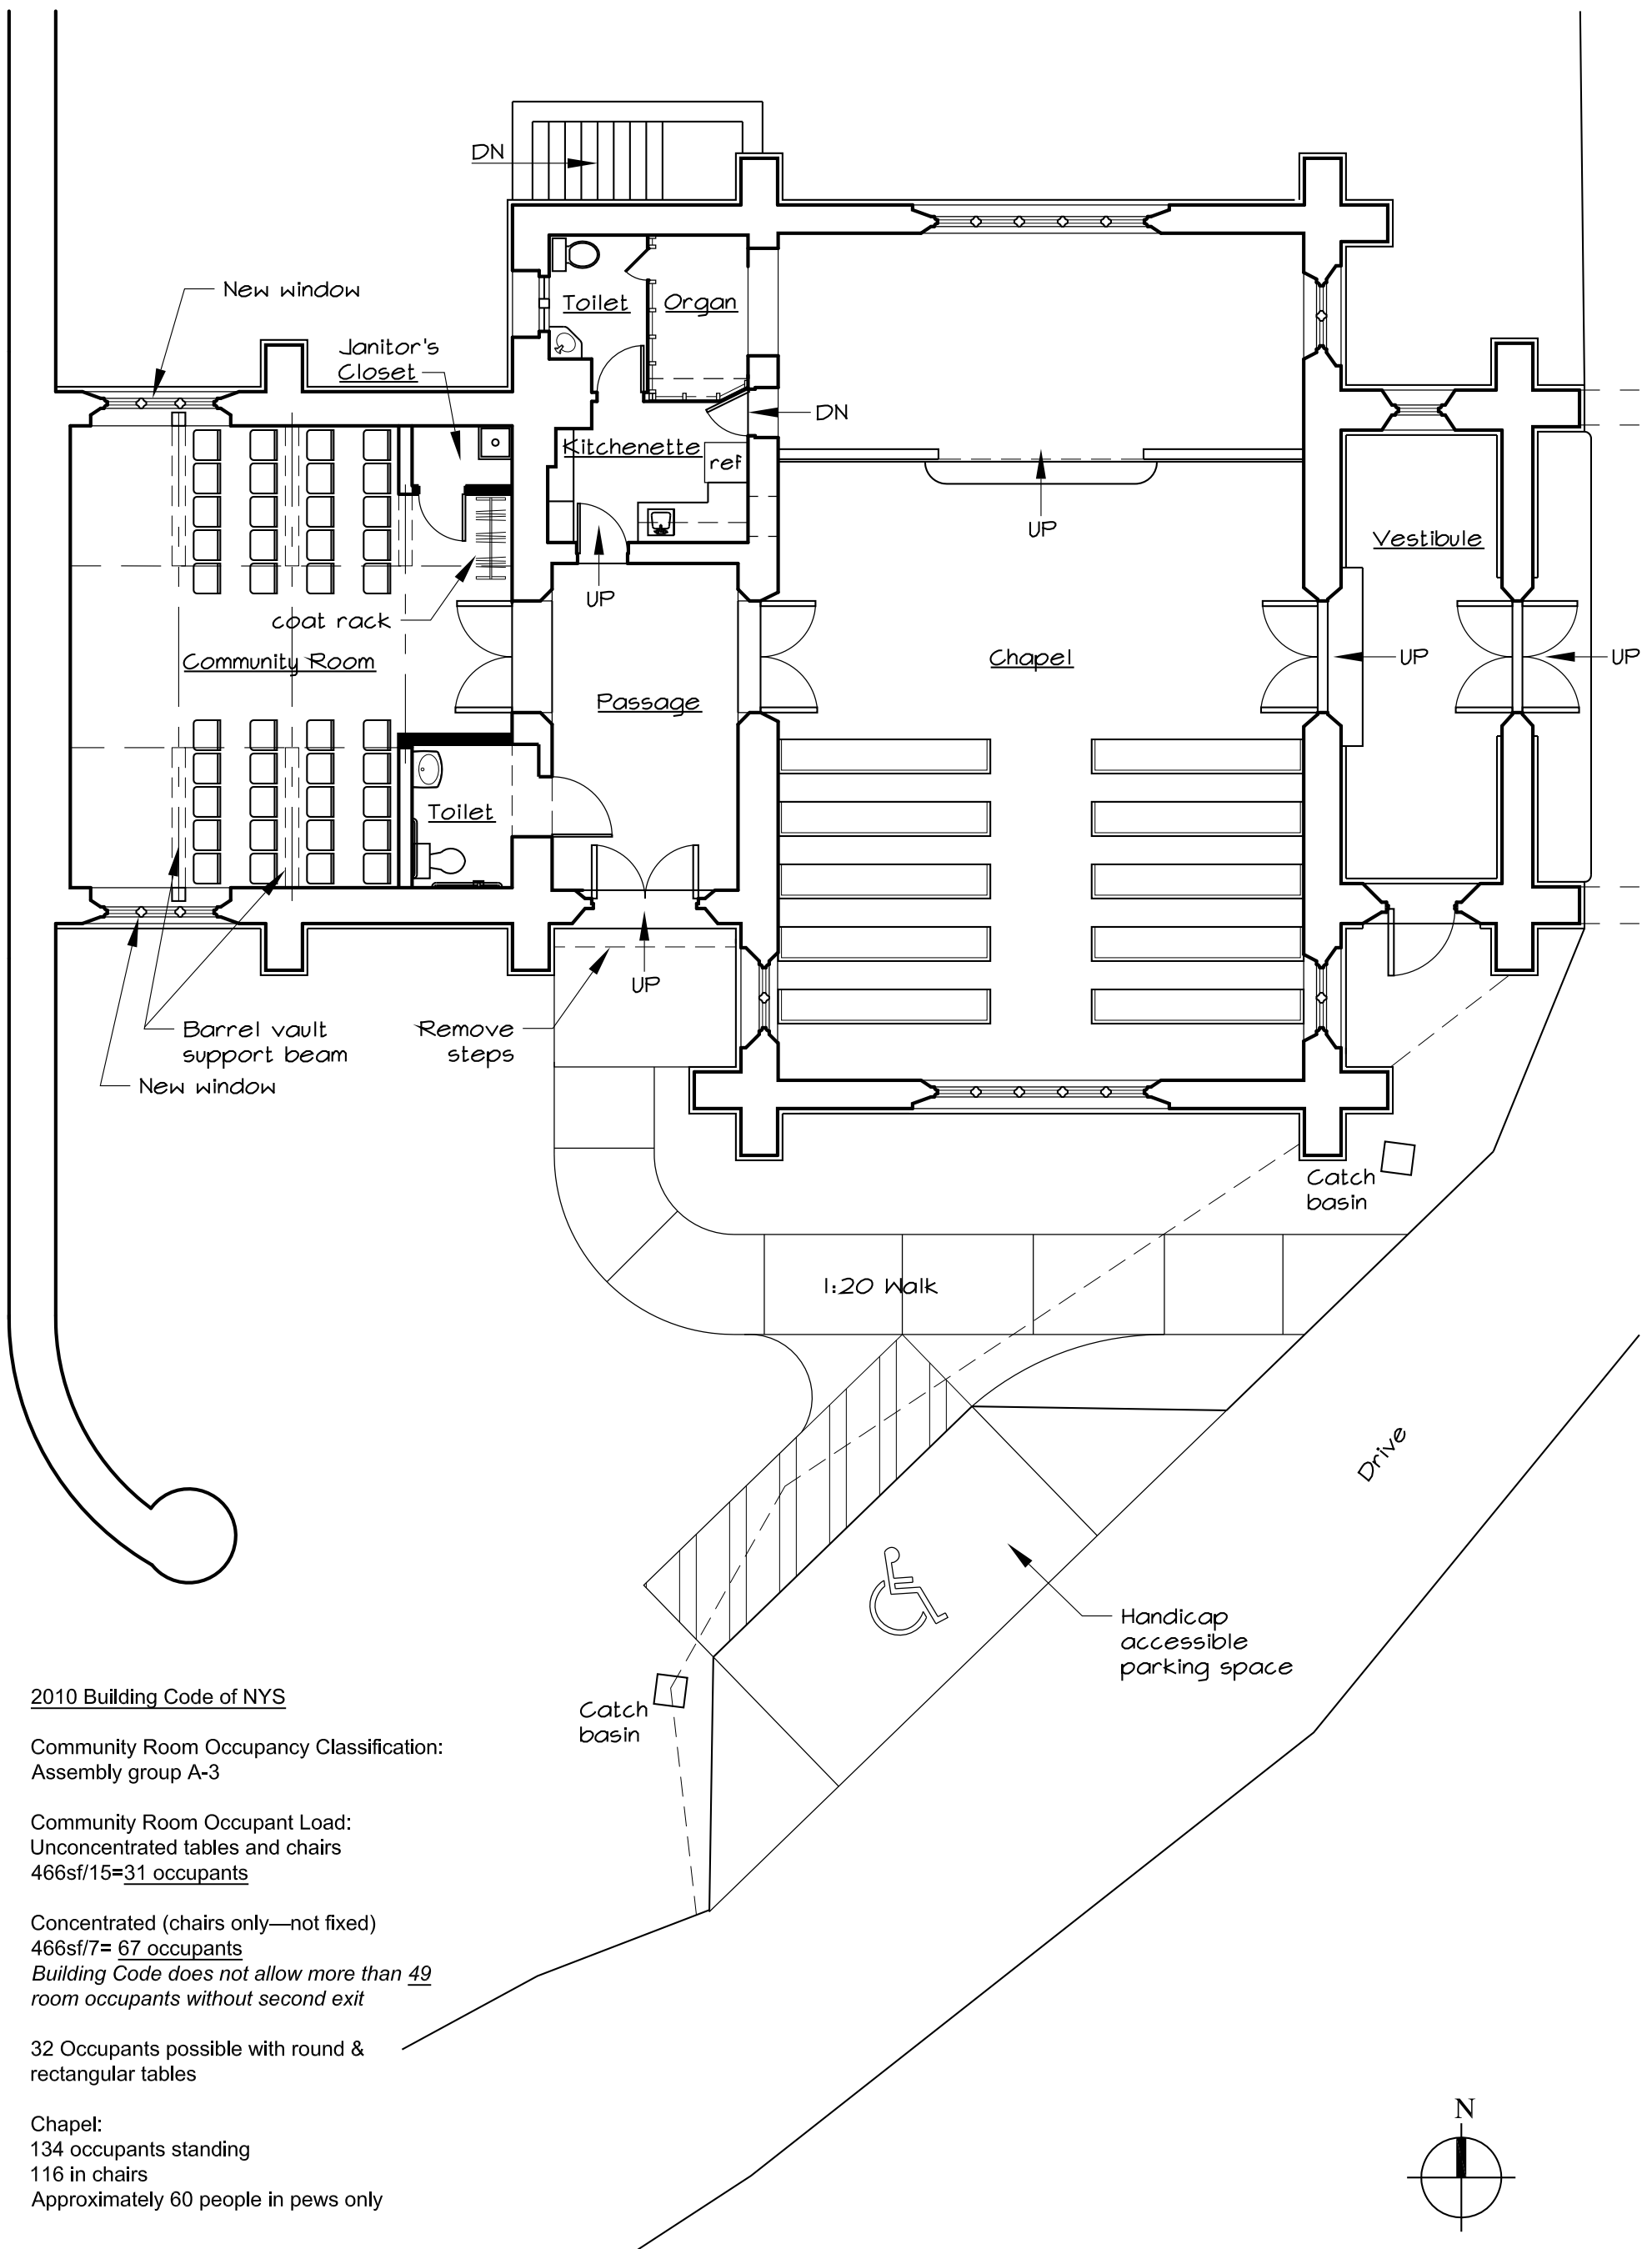 DN
New window
Toilet
Organ
Janitor's
Closet
DN
Kitchenette
ref
UP
Vestibule
UP
coat rack
Community Room
Chapel
UP
UP
Passage
Toilet
UP
Barrel vault
support beam
Remove
steps
New window
Catch
basin
1:20 Walk
Drive
Handicap
accessible
parking space
Catch
basin
2010 Building Code of NYS
Community Room Occupancy Classification:
Assembly group A-3
Community Room Occupant Load:
Unconcentrated tables and chairs
466sf/15=31 occupants
Concentrated (chairs only—not fixed)
466sf/7= 67 occupants
Building Code does not allow more than 49
room occupants without second exit
32 Occupants possible with round &
rectangular tables
Chapel:
134 occupants standing
116 in chairs
Approximately 60 people in pews only
N